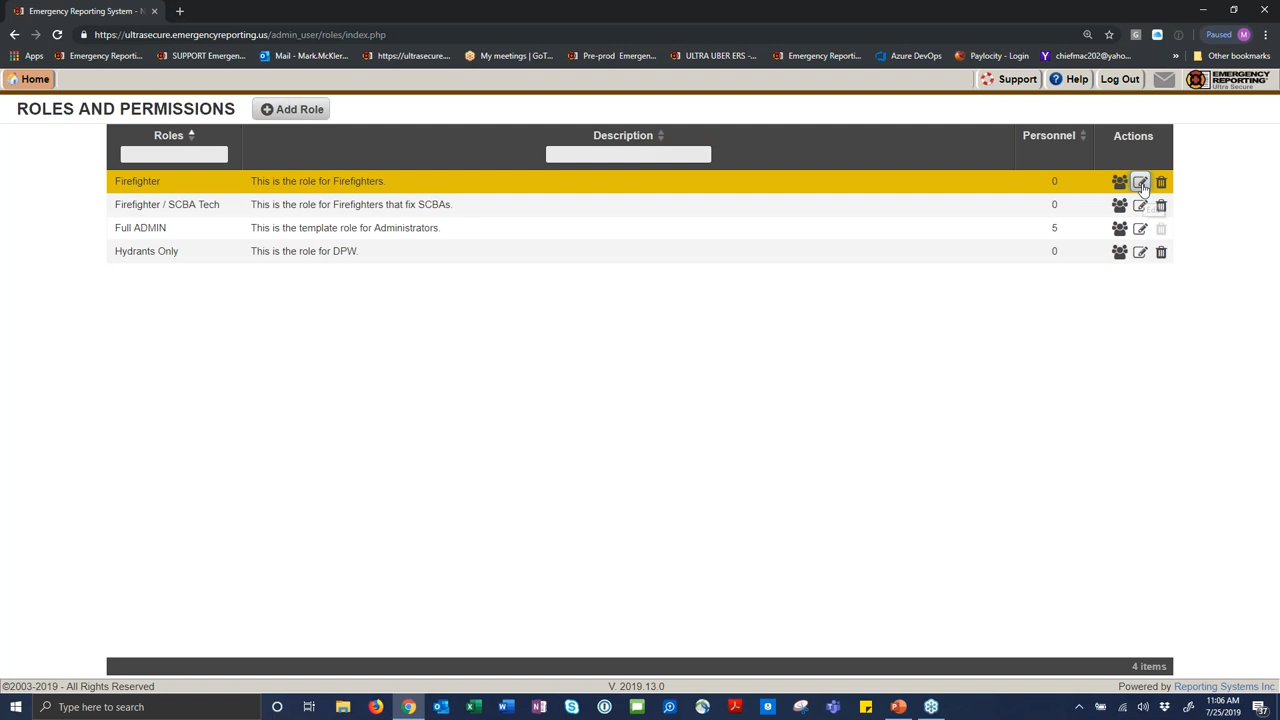 Emergency Reporting System - N
https://ultrasecure.emergencyreporting.us/admin_user/roles/index.php
Paused
M
Apps
Emergency Reporti...
SUPPORT Emergen...
Mail - Mark.McKler...
https://ultrasecure....
My meetings | GoT...
Pre-prod Emergen...
ULTRA UBER ERS -...
Emergency Reporti...
Azure DevOps
Paylocity - Login
chiefmac202@yaho...
Other bookmarks
Home
Support
Help
Log Out
EMERGENCY REPORTING
Ultra Secure
ROLES AND PERMISSIONS
Add Role
Roles
Description
Personnel
Actions
Firefighter
This is the role for Firefighters.
0
Firefighter / SCBA Tech
This is the role for Firefighters that fix SCBAs.
0
Full ADMIN
This is the template role for Administrators.
5
Hydrants Only
This is the role for DPW.
0
4 items
©2003-2019 - All Rights Reserved
V. 2019.13.0
Powered by Reporting Systems Inc.
Type here to search
11:06 AM
7/25/2019
37